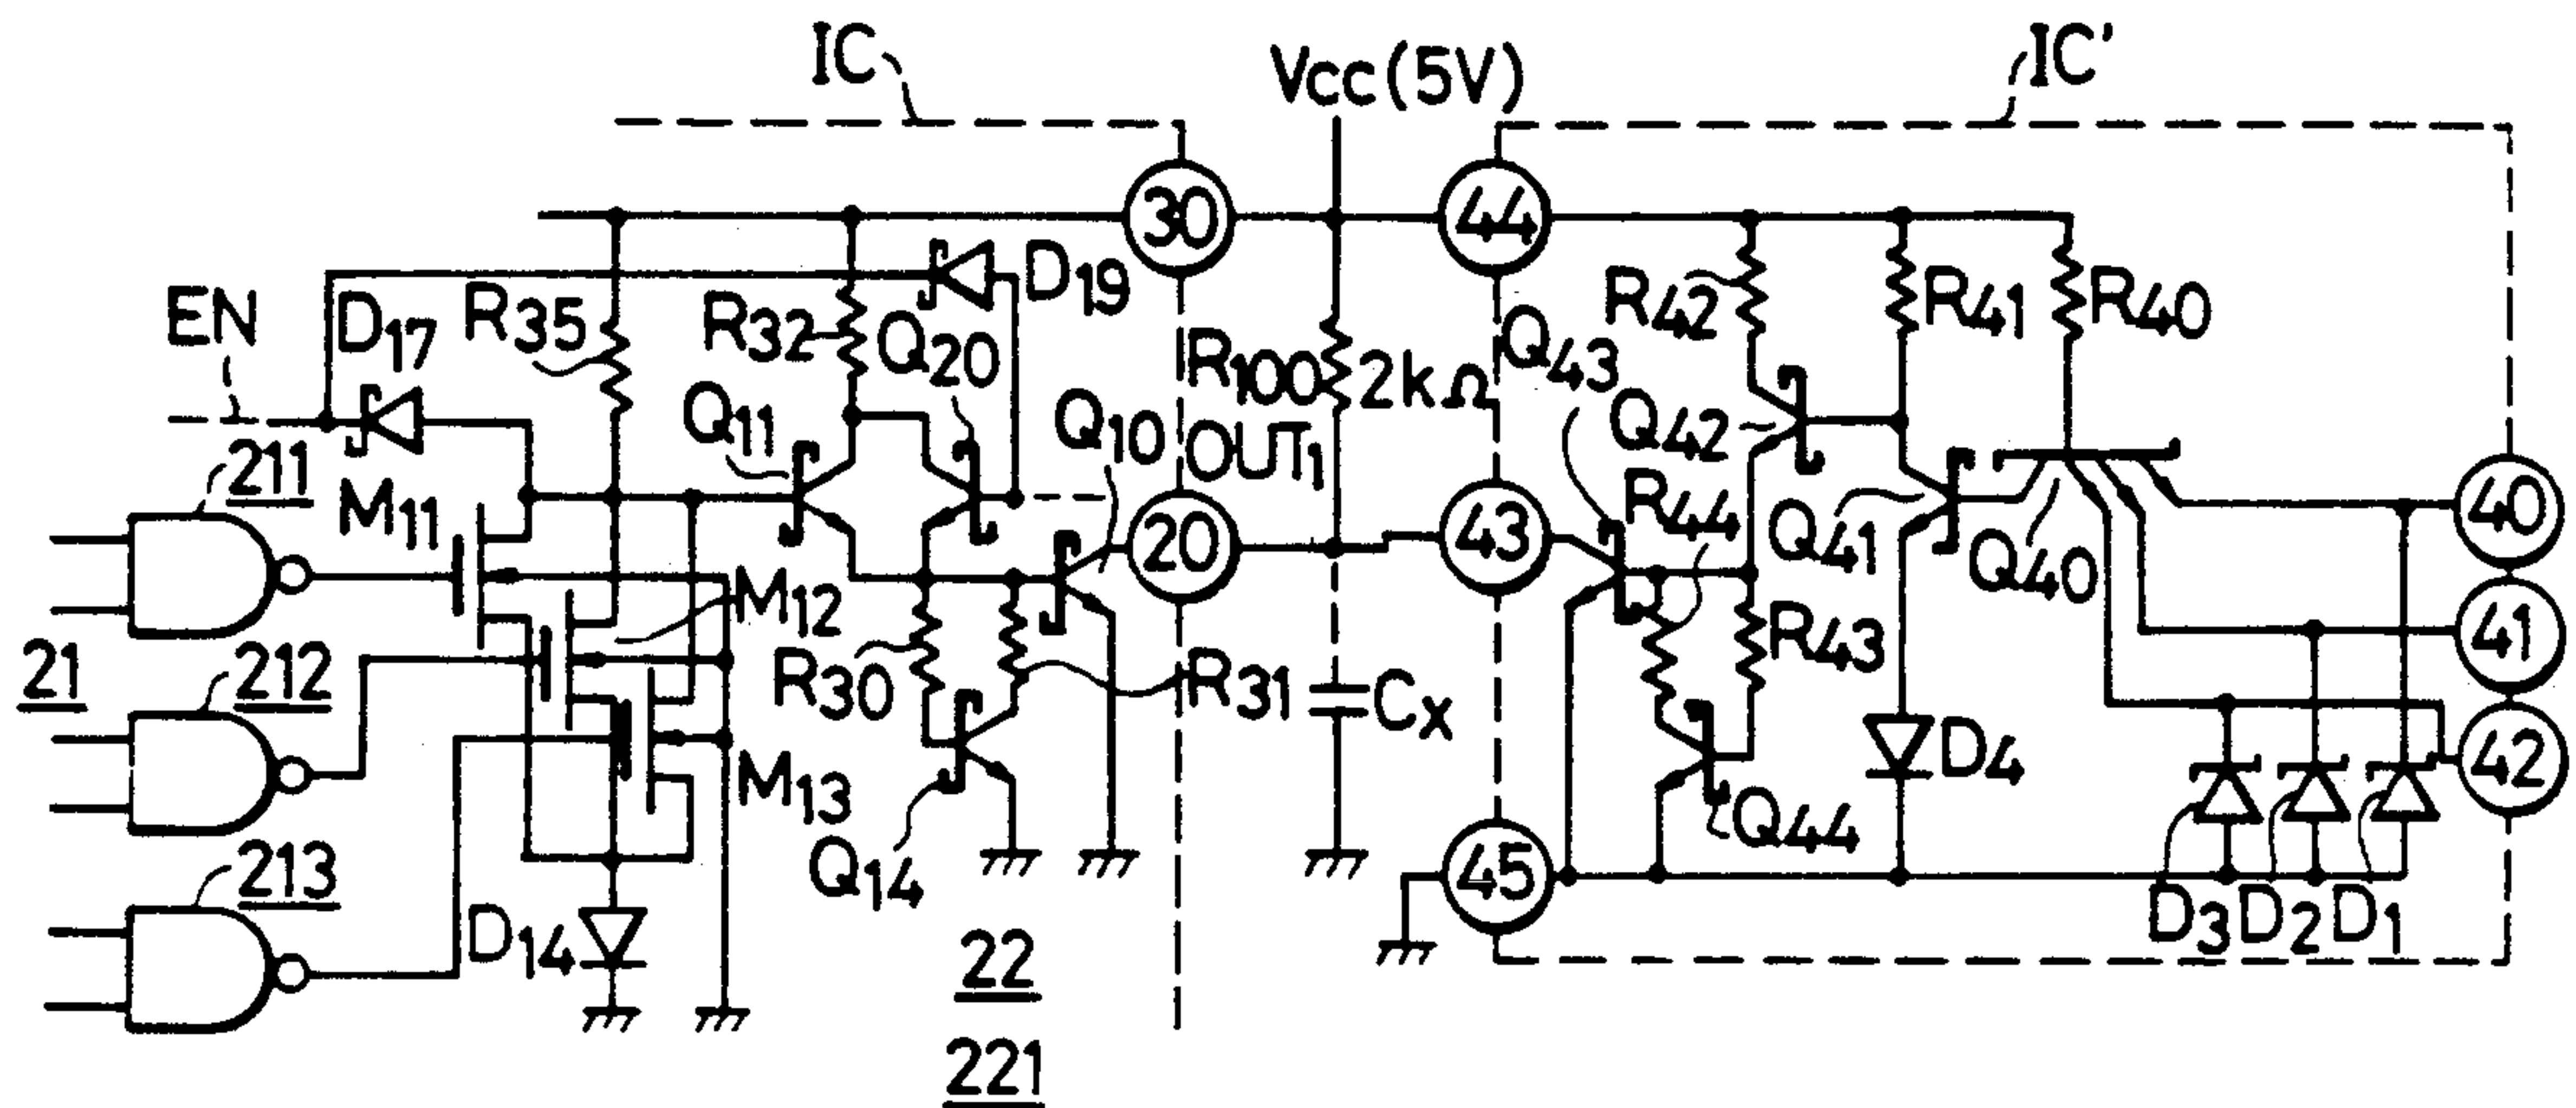 IC
Vcc(5V)
IC'
30
44
EN
D17
R35
R32
Q20
D19
R100
2kΩ
Q43
R42
R41
R40
211
M11
Q11
Q10
OUT1
20
43
Q42
R44
Q41
Q40
40
41
42
21
212
M12
R30
R31
Cx
R43
D4
213
M13
Q14
Q44
D14
45
D3
D2
D1
22
221